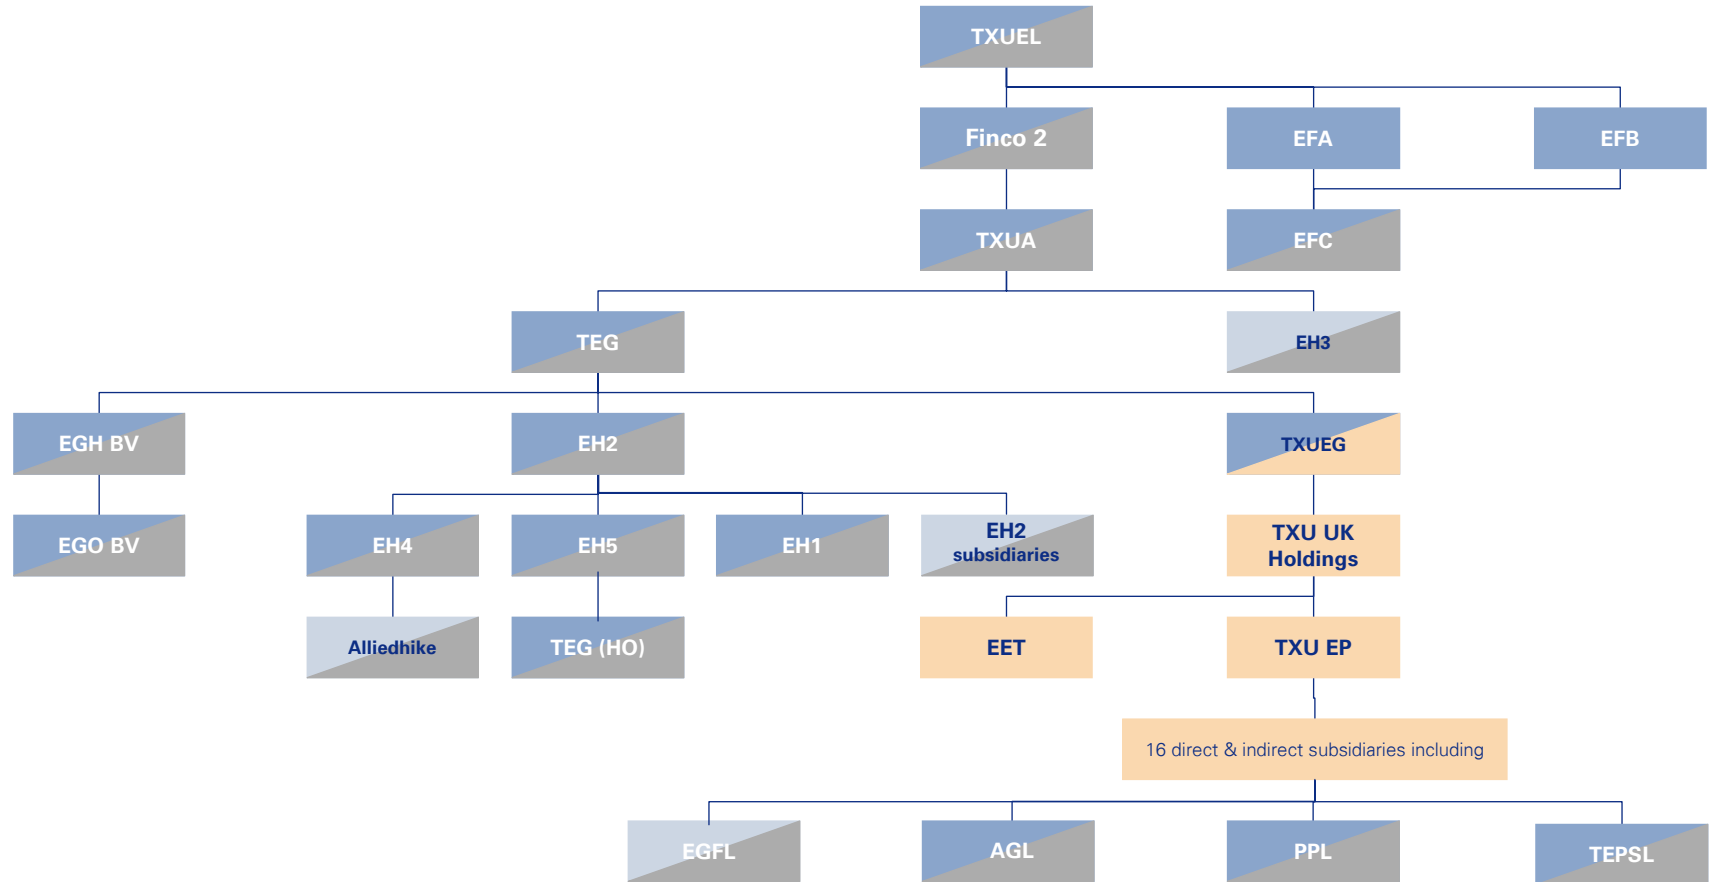 TXUEL
Finco 2
EFA
EFB
TXUA
EFC
TEG
EH3
EGH BV
EH2
TXUEG
EGO BV
EH4
EH5
EH1
EH2
subsidiaries
TXU UK
Holdings
Alliedhike
TEG (HO)
EET
TXU EP
16 direct & indirect subsidiaries including
EGFL
AGL
PPL
TEPSL